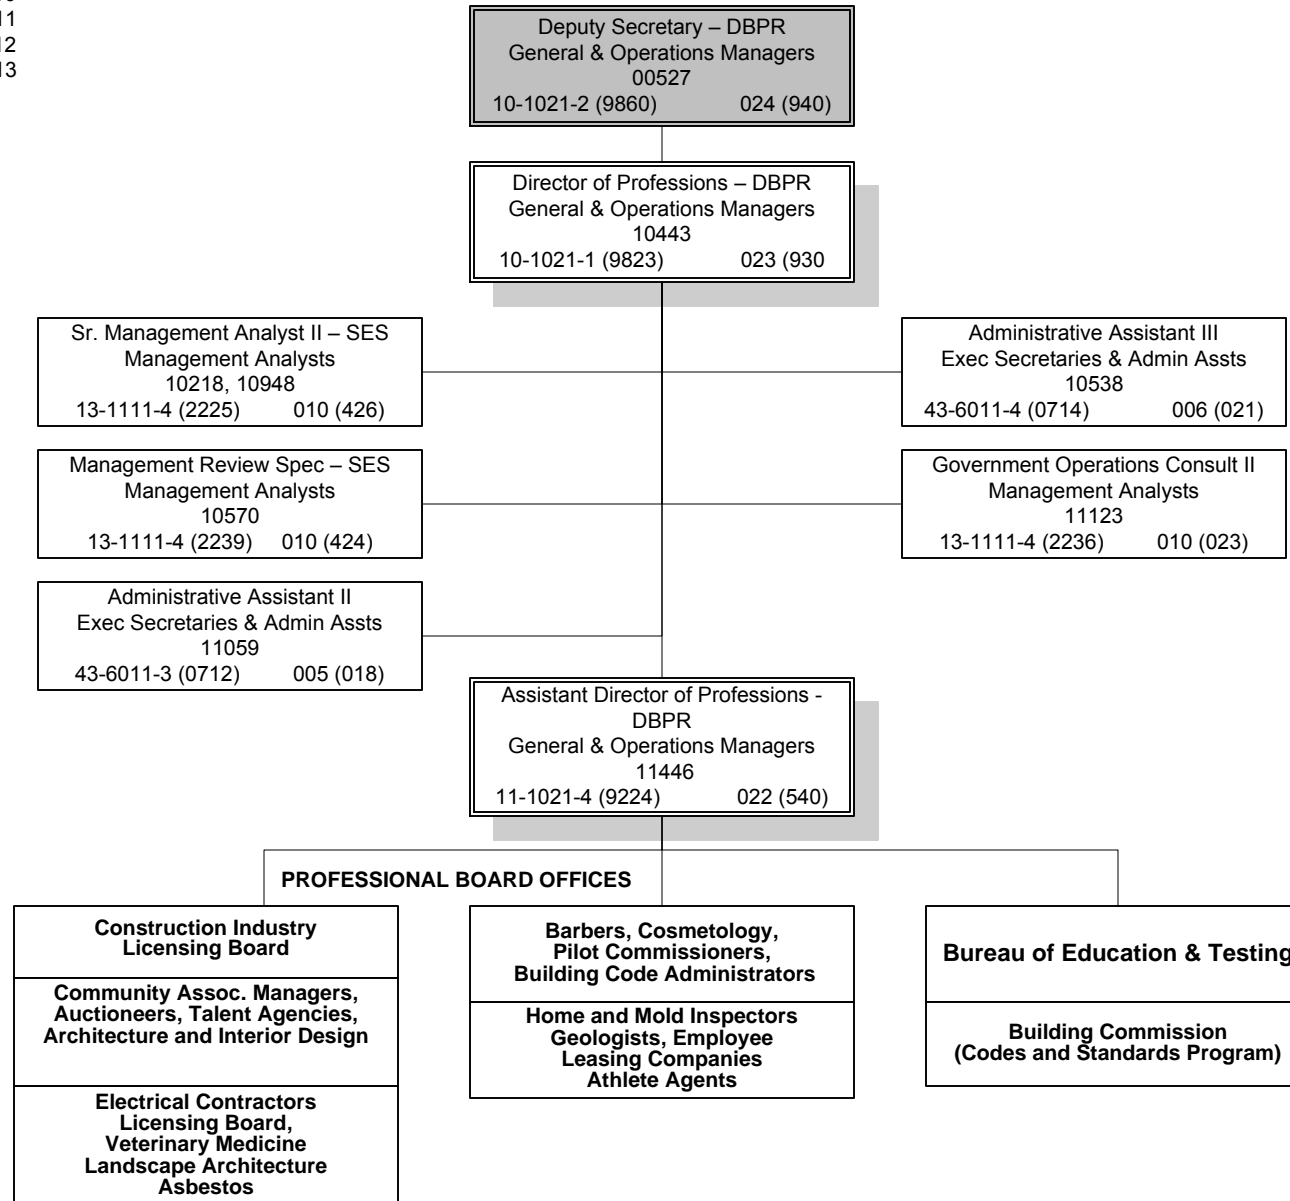 11
12
13
Deputy Secretary – DBPR
General & Operations Managers
00527
10-1021-2 (9860) 024 (940)
Director of Professions – DBPR
General & Operations Managers
10443
10-1021-1 (9823) 023 (930
Sr. Management Analyst II – SES
Management Analysts
10218, 10948
13-1111-4 (2225) 010 (426)
Administrative Assistant III
Exec Secretaries & Admin Assts
10538
43-6011-4 (0714) 006 (021)
Management Review Spec – SES
Management Analysts
10570
13-1111-4 (2239) 010 (424)
Government Operations Consult II
Management Analysts
11123
13-1111-4 (2236) 010 (023)
Administrative Assistant II
Exec Secretaries & Admin Assts
11059
43-6011-3 (0712) 005 (018)
Assistant Director of Professions -
DBPR
General & Operations Managers
11446
11-1021-4 (9224) 022 (540)
PROFESSIONAL BOARD OFFICES
Construction Industry
Licensing Board
Community Assoc. Managers,
Auctioneers, Talent Agencies,
Architecture and Interior Design
Electrical Contractors
Licensing Board,
Veterinary Medicine
Landscape Architecture
Asbestos
Barbers, Cosmetology,
Pilot Commissioners,
Building Code Administrators
Home and Mold Inspectors
Geologists, Employee
Leasing Companies
Athlete Agents
Bureau of Education & Testing
Building Commission
(Codes and Standards Program)